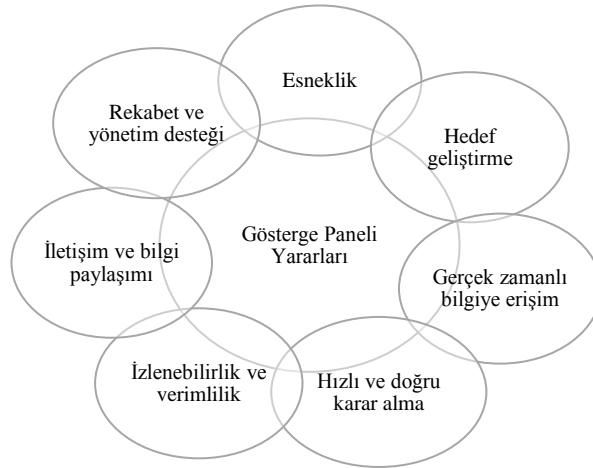 Esneklik
Hedef
geliştirme
Gerçek zamanlı
bilgiye erişim
Hızlı ve doğru
karar alma
İzlenebilirlik ve
verimlilik
İletişim ve bilgi
paylaşımı
Rekabet ve
yönetim desteği
Gösterge Paneli
Yararları